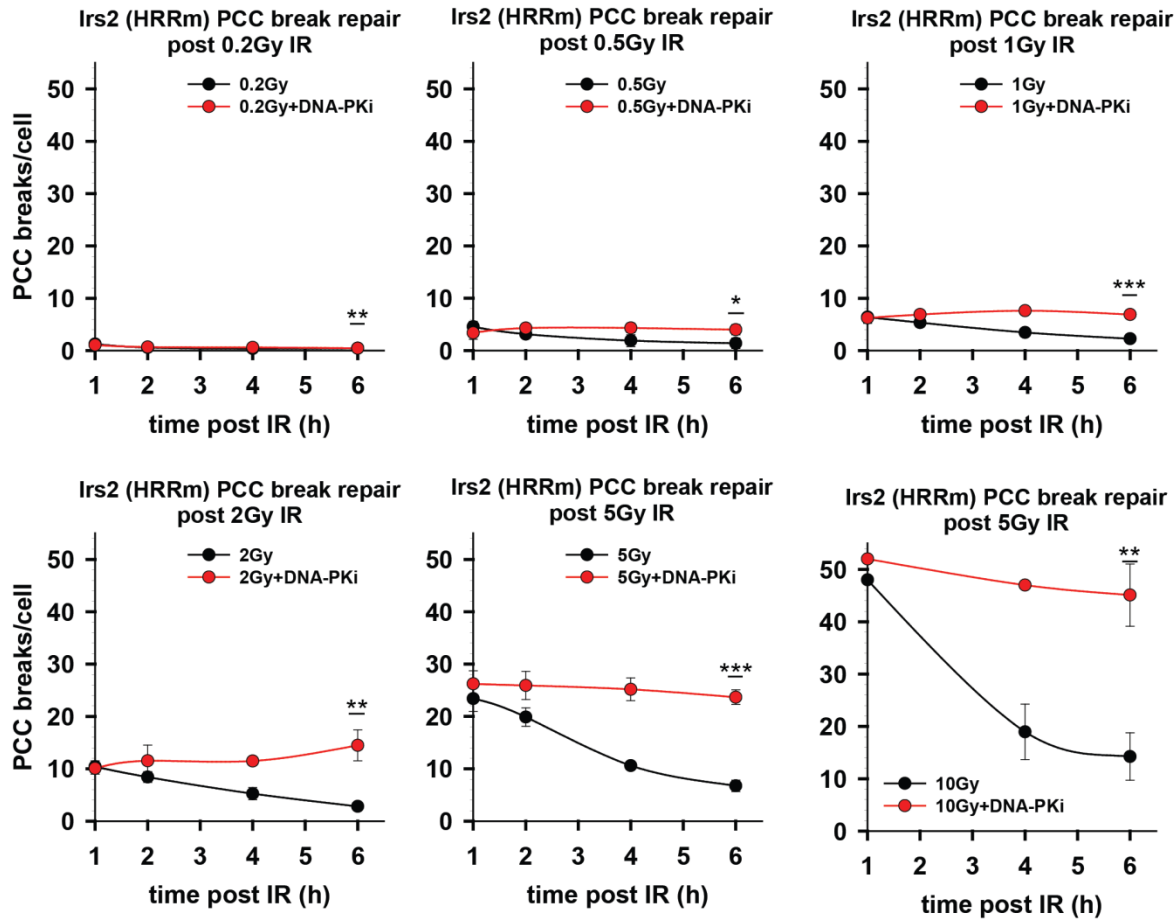 Irs2 (HRRm) PCC break repair
post 0.2Gy IR
0.2Gy
0.2Gy+DNA-PKi
PCC breaks/cell
50
40
30
20
10
0
**
1 2 3 4 5 6
time post IR (h)
Irs2 (HRRm) PCC break repair
post 0.5Gy IR
0.5Gy
0.5Gy+DNA-PKi
50
40
30
20
10
0
*
1 2 3 4 5 6
time post IR (h)
Irs2 (HRRm) PCC break repair
post 1Gy IR
1Gy
1Gy+DNA-PKi
50
40
30
20
10
0
***
1 2 3 4 5 6
time post IR (h)
Irs2 (HRRm) PCC break repair
post 2Gy IR
2Gy
2Gy+DNA-PKi
PCC breaks/cell
50
40
30
20
10
0
**
1 2 3 4 5 6
time post IR (h)
Irs2 (HRRm) PCC break repair
post 5Gy IR
5Gy
5Gy+DNA-PKi
50
40
30
20
10
0
***
1 2 3 4 5 6
time post IR (h)
Irs2 (HRRm) PCC break repair
post 5Gy IR
**
50
40
30
20
10
0
10Gy
10Gy+DNA-PKi
1 2 3 4 5 6
time post IR (h)